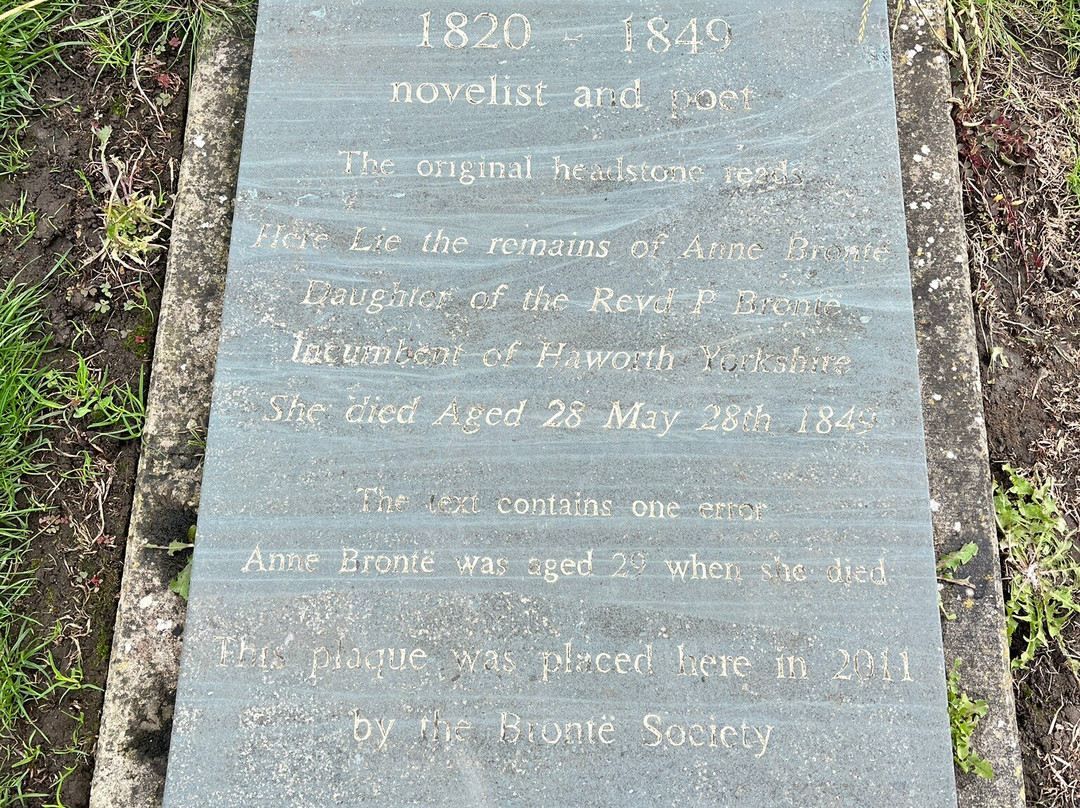 1820 - 1849
novelist and poet
The original headstone reads
Here Lie the remains of Anne Brontë
Daughter of the Revd P Brontë
Incumbent of Haworth Yorkshire
She died Aged 28 May 28th 1849
The text contains one error
Anne Brontë was aged 29 when she died
This plaque was placed here in 2011
by the Brontë Society